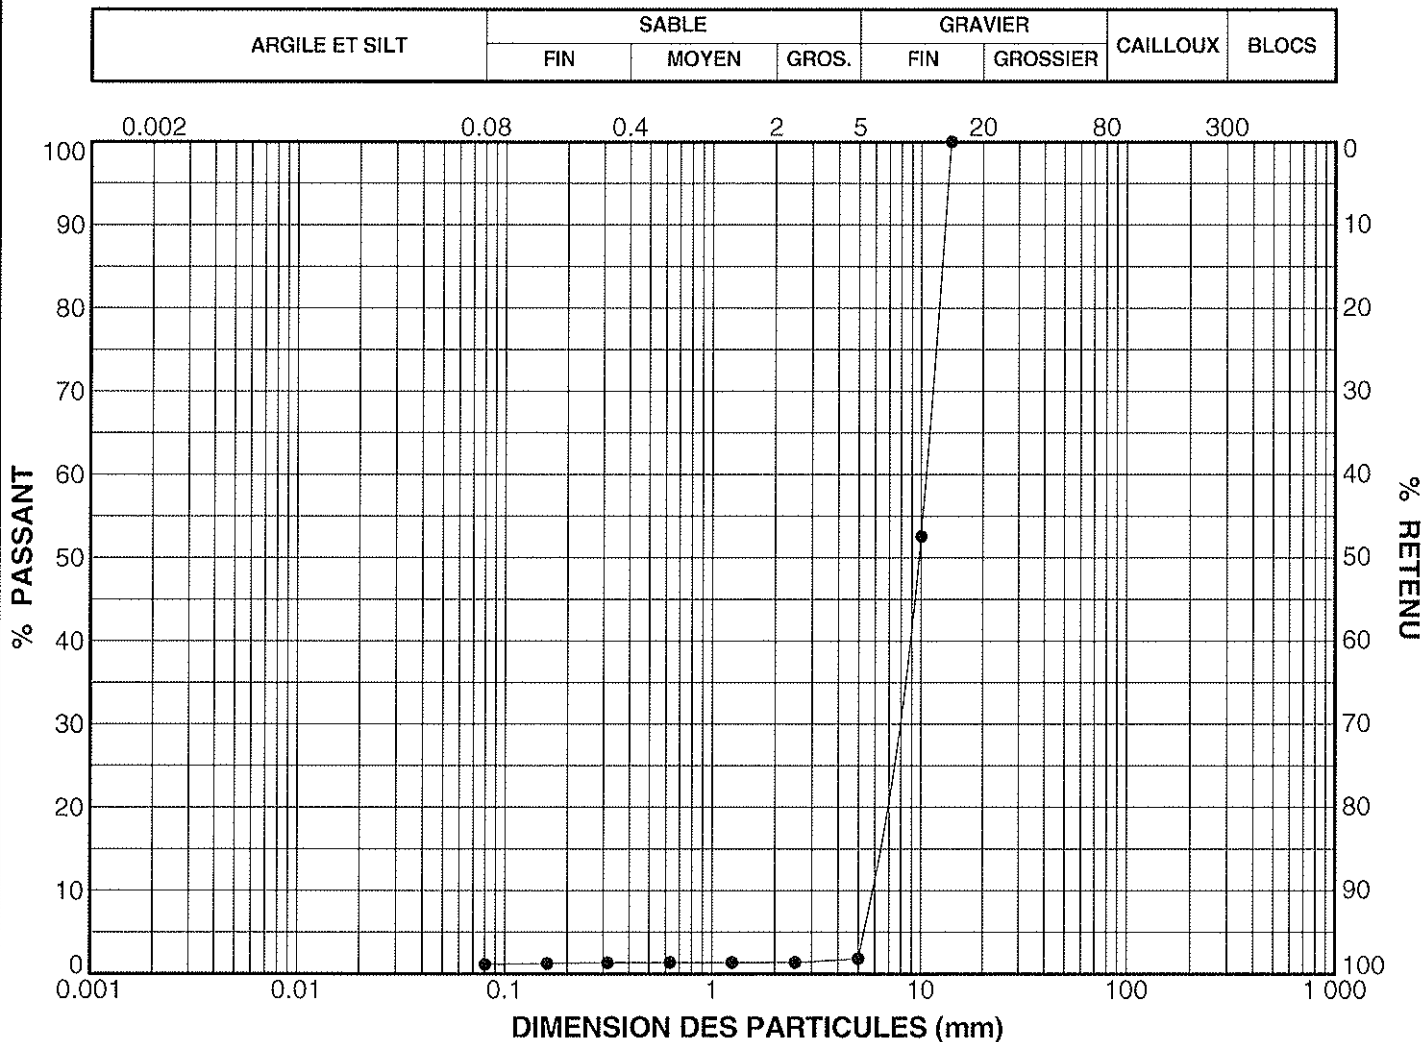 SABLE GRAVIER
ARGILE ET SILT CAILLOUX BLOCS
FIN MOYEN GROS. FIN GROSSIER
0.002 0.08 0.4 2 5 20 80 300
100 0
90 10
80 20
70 30
60 40
50 50
40 60
30 70
20 80
10 90
0 100
% PASSANT
% RETENU
0.001 0.01 0.1 1 10 100 1 000
DIMENSION DES PARTICULES (mm)